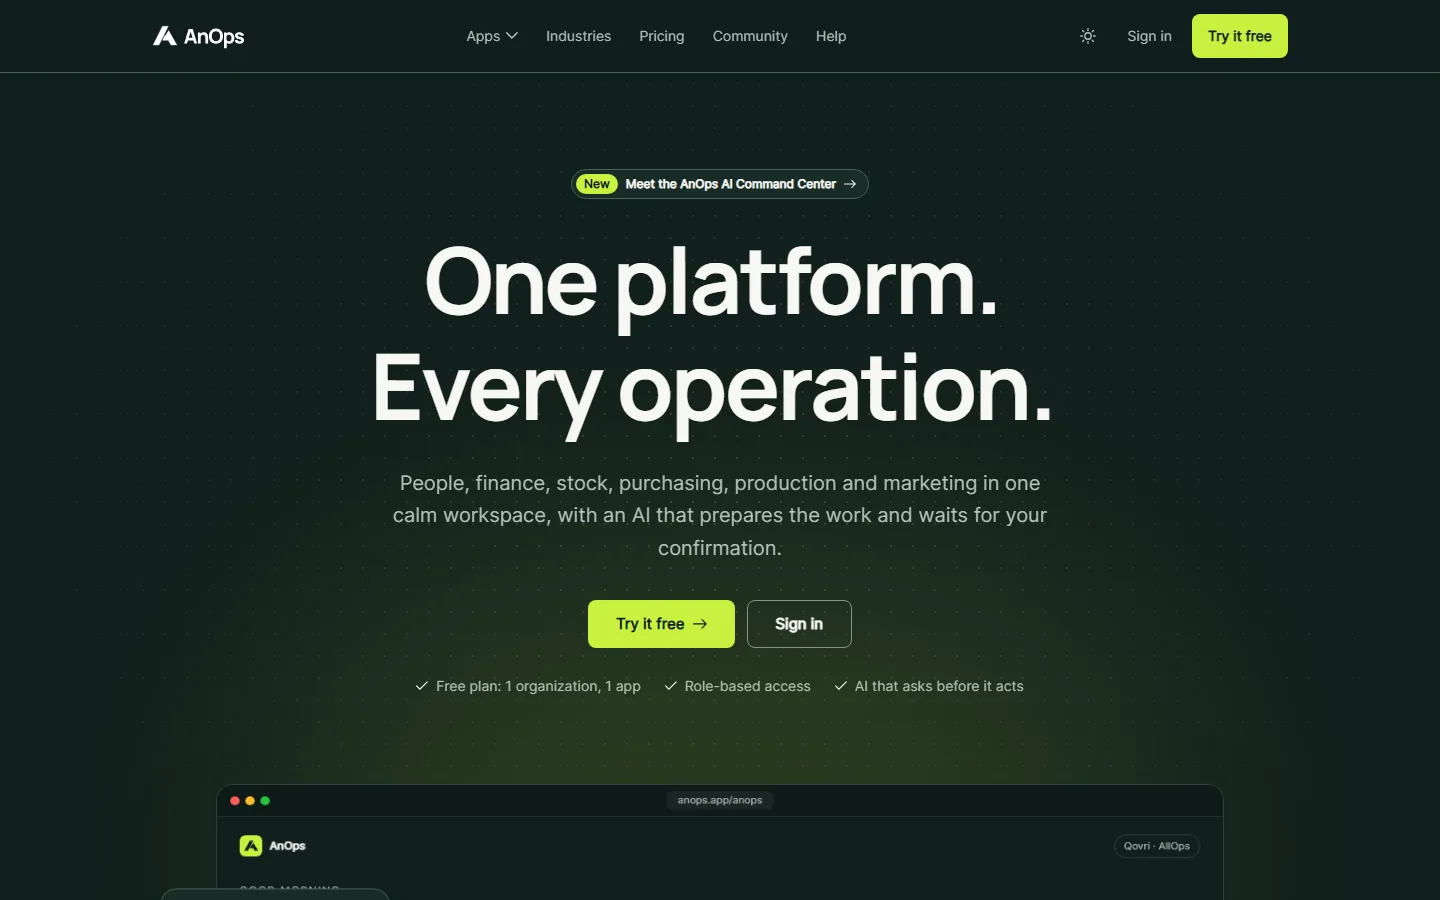 AnOps
Apps
Industries
Pricing
Community
Help
Sign in
Try it free
New
Meet the AnOps AI Command Center →
One platform.
Every operation.
People, finance, stock, purchasing, production and marketing in one
calm workspace, with an AI that prepares the work and waits for your
confirmation.
Try it free →
Sign in
Free plan: 1 organization, 1 app
Role-based access
AI that asks before it acts
anops.app/anops
AnOps
Qovri · AllOps
GOOD MORNING